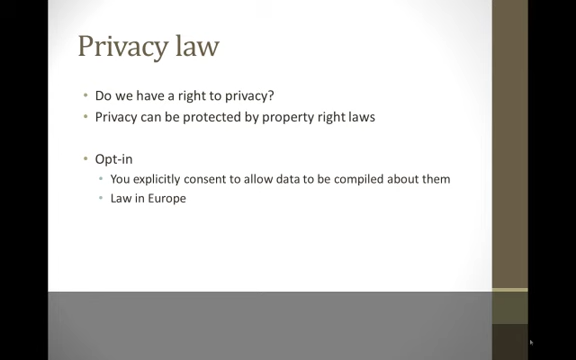 Privacy law
• Do we have a right to privacy?
• Privacy can be protected by property right laws
• Opt-in
• You explicitly consent to allow data to be compiled about them
• Law in Europe